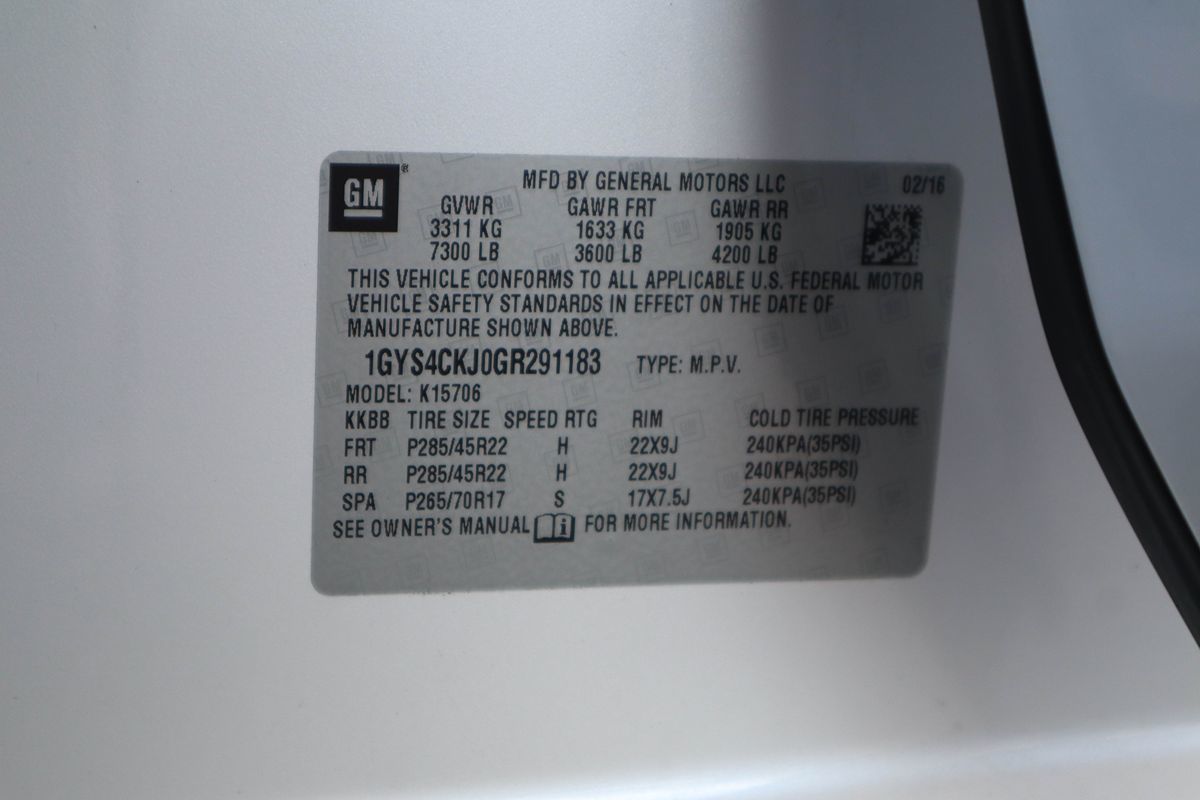 GM ®
MFD BY GENERAL MOTORS LLC 02/16
GVWR GAWR FRT GAWR RR
3311 KG 1633 KG 1905 KG
7300 LB 3600 LB 4200 LB
THIS VEHICLE CONFORMS TO ALL APPLICABLE U.S. FEDERAL MOTOR
VEHICLE SAFETY STANDARDS IN EFFECT ON THE DATE OF
MANUFACTURE SHOWN ABOVE.
1GYS4CKJ0GR291183 TYPE: M.P.V.
MODEL: K15706
KKBB TIRE SIZE SPEED RTG RIM COLD TIRE PRESSURE
FRT P285/45R22 H 22X9J 240KPA(35PSI)
RR P285/45R22 H 22X9J 240KPA(35PSI)
SPA P265/70R17 S 17X7.5J 240KPA(35PSI)
SEE OWNER'S MANUAL i FOR MORE INFORMATION.